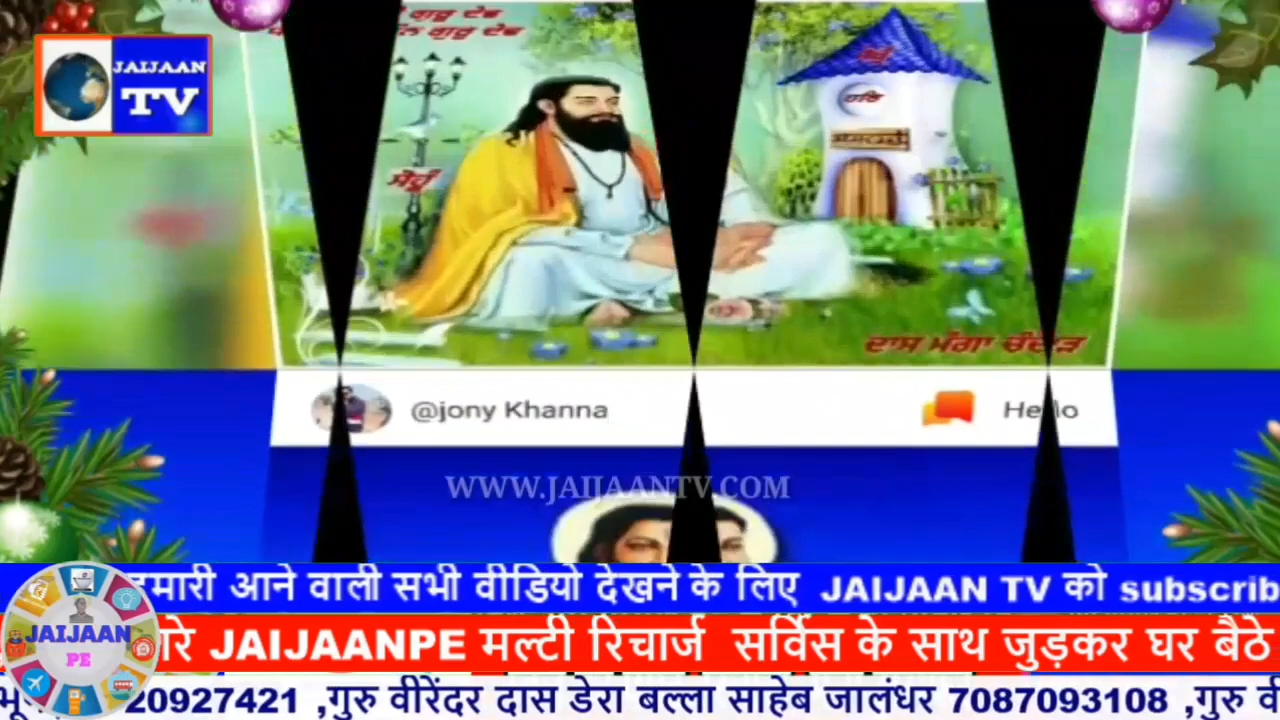 ਗੁਰੂ ਦੇਬ
ਗੁਰੂ ਦੇਬ
JAIJAAN
TV
ਹਰਿ
ਸੋਹੰ
ਦਾਸ ਮੰਗਾ
@jony Khanna
Hello
WWW.JAIJAANTV.COM
हमारी आने वाली सभी वीडियो देखने के लिए JAIJAAN TV को subscrib
JAIJAAN
PE
रे JAIJAANPE मल्टी रिचार्ज सर्विस के साथ जुड़कर घर बैठे
20927421 ,गुरु वीरेंदर दास डेरा बल्ला साहेब जालंधर 7087093108 ,गुरु वी